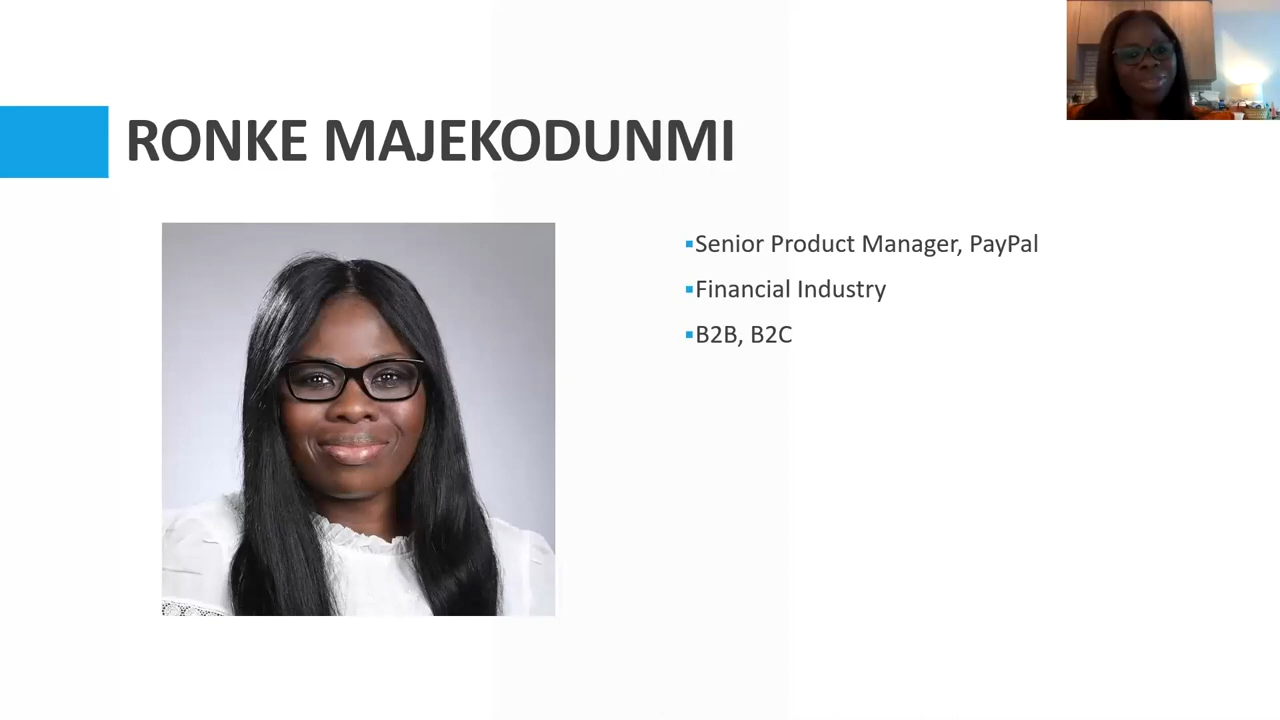 RONKE MAJEKODUNMI
▪Senior Product Manager, PayPal
▪Financial Industry
▪B2B, B2C